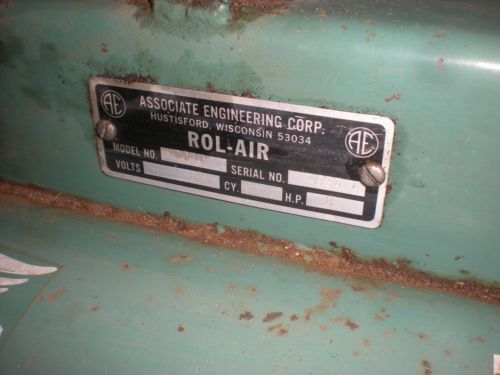 AE ASSOCIATE ENGINEERING CORP.
HUSTISFORD, WISCONSIN 53034
ROL-AIR AE
MODEL NO. SERIAL NO.
VOLTS CY. H.P.